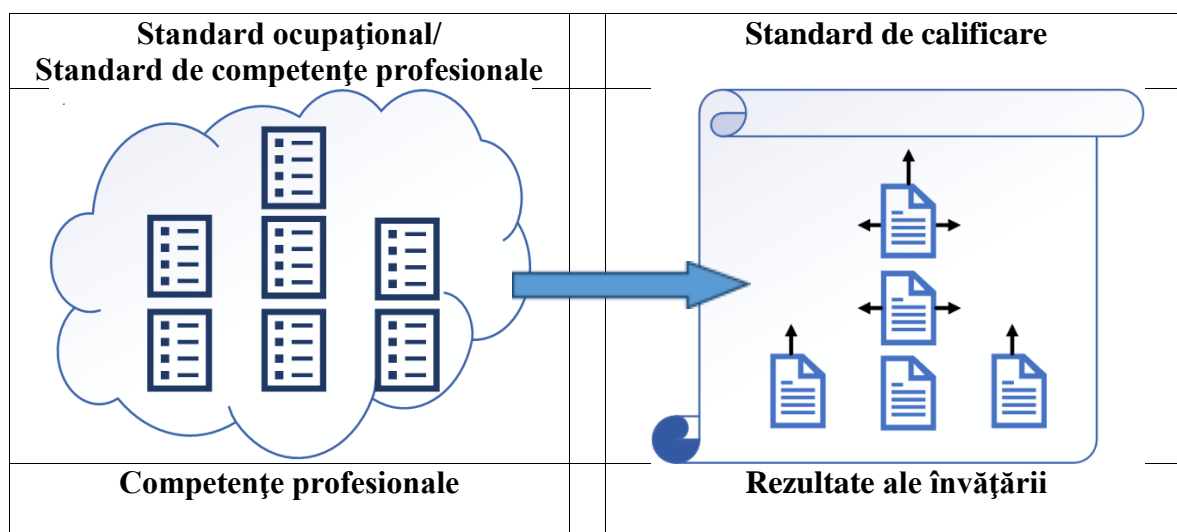 Standard ocupaţional/
Standard de competenţe profesionale
Standard de calificare
Competenţe profesionale
Rezultate ale învăţării